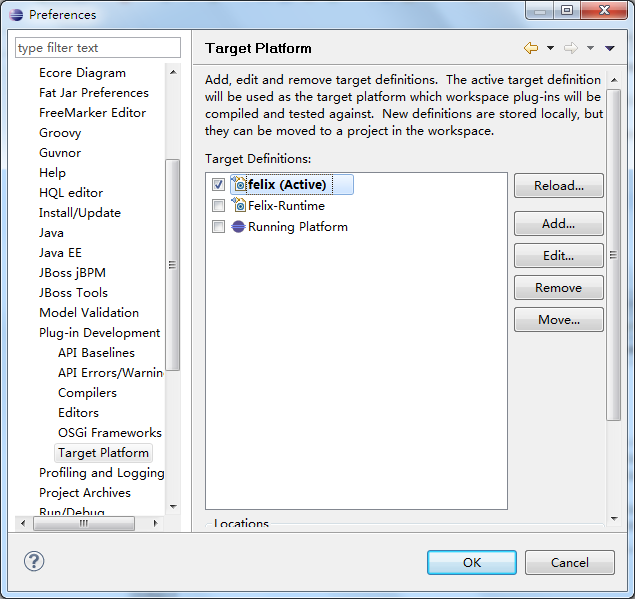 Preferences
type filter text
Ecore Diagram
Fat Jar Preferences
FreeMarker Editor
Groovy
Guvnor
Help
HQL editor
Install/Update
Java
Java EE
JBoss jBPM
JBoss Tools
Model Validation
Plug-in Development
API Baselines
API Errors/Warnin
Compilers
Editors
OSGi Frameworks
Target Platform
Profiling and Logging
Project Archives
Run/Debug
Target Platform
Add, edit and remove target definitions.  The active target definition
will be used as the target platform which workspace plug-ins will be
compiled and tested against.  New definitions are stored locally, but
they can be moved to a project in the workspace.
Target Definitions:
felix (Active)
Felix-Runtime
Running Platform
Reload...
Add...
Edit...
Remove
Move...
Locations
?
OK
Cancel